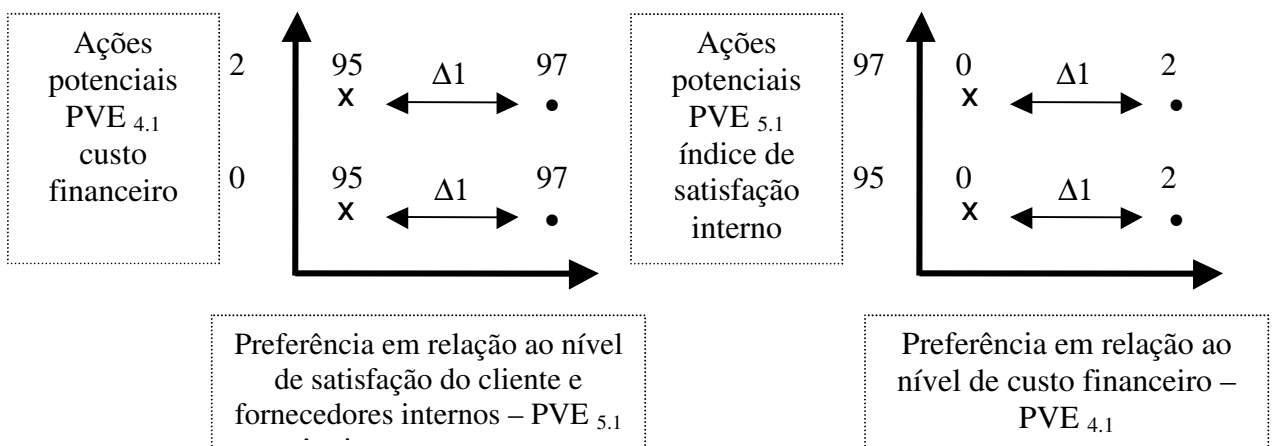 Ações
potenciais
PVE 4.1
custo
financeiro
2
0
95
x
Δ1
97
•
95
x
Δ1
97
•
Ações
potenciais
PVE 5.1
índice de
satisfação
interno
97
95
0
x
Δ1
2
•
0
x
Δ1
2
•
Preferência em relação ao nível
de satisfação do cliente e
fornecedores internos – PVE 5.1
Preferência em relação ao
nível de custo financeiro –
PVE 4.1